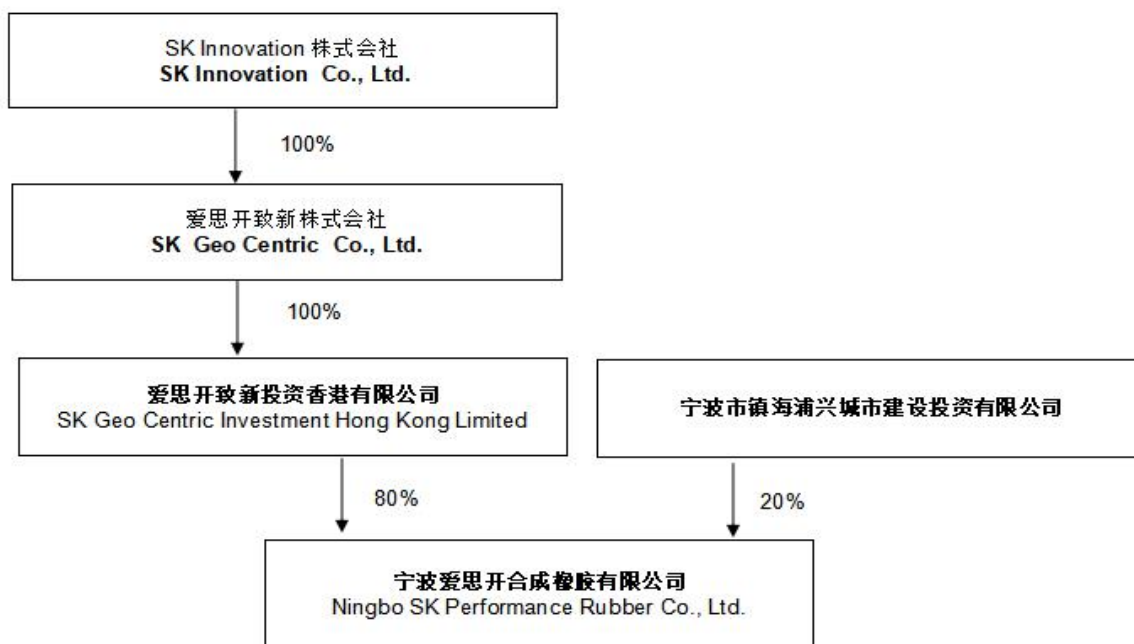 SK Innovation 株式会社
SK Innovation Co., Ltd.
100%
爱思开致新株式会社
SK Geo Centric Co., Ltd.
100%
爱思开致新投资香港有限公司
SK Geo Centric Investment Hong Kong Limited
宁波市镇海浦兴城市建设投资有限公司
80%
20%
宁波爱思开合成橡胶有限公司
Ningbo SK Performance Rubber Co., Ltd.